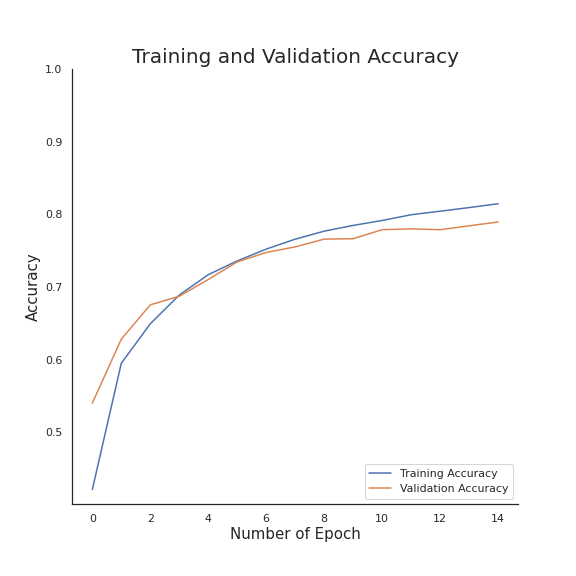 Training and Validation Accuracy
1.0
0.9
0.8
0.7
0.6
0.5
Accuracy
Training Accuracy
Validation Accuracy
0 2 4 6 8 10 12 14
Number of Epoch